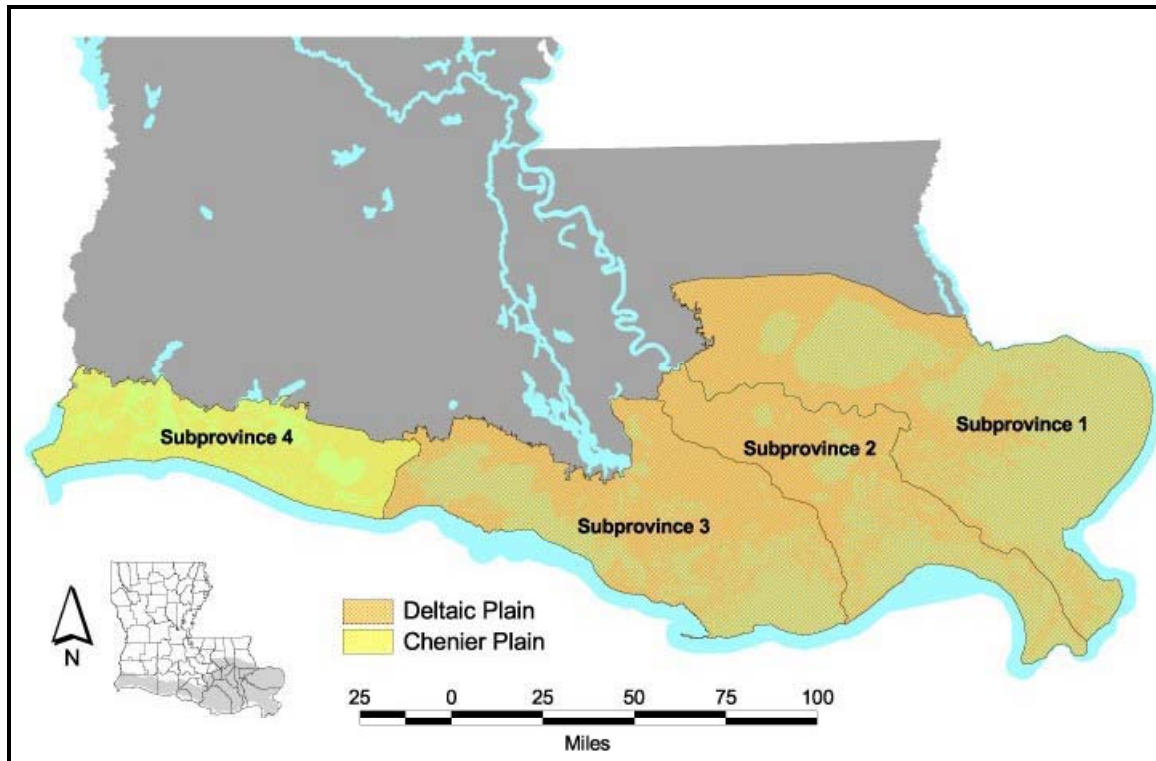 Subprovince 1
Subprovince 4
Subprovince 2
Subprovince 3
N
Deltaic Plain
Chenier Plain
25 0 25 50 75 100
Miles